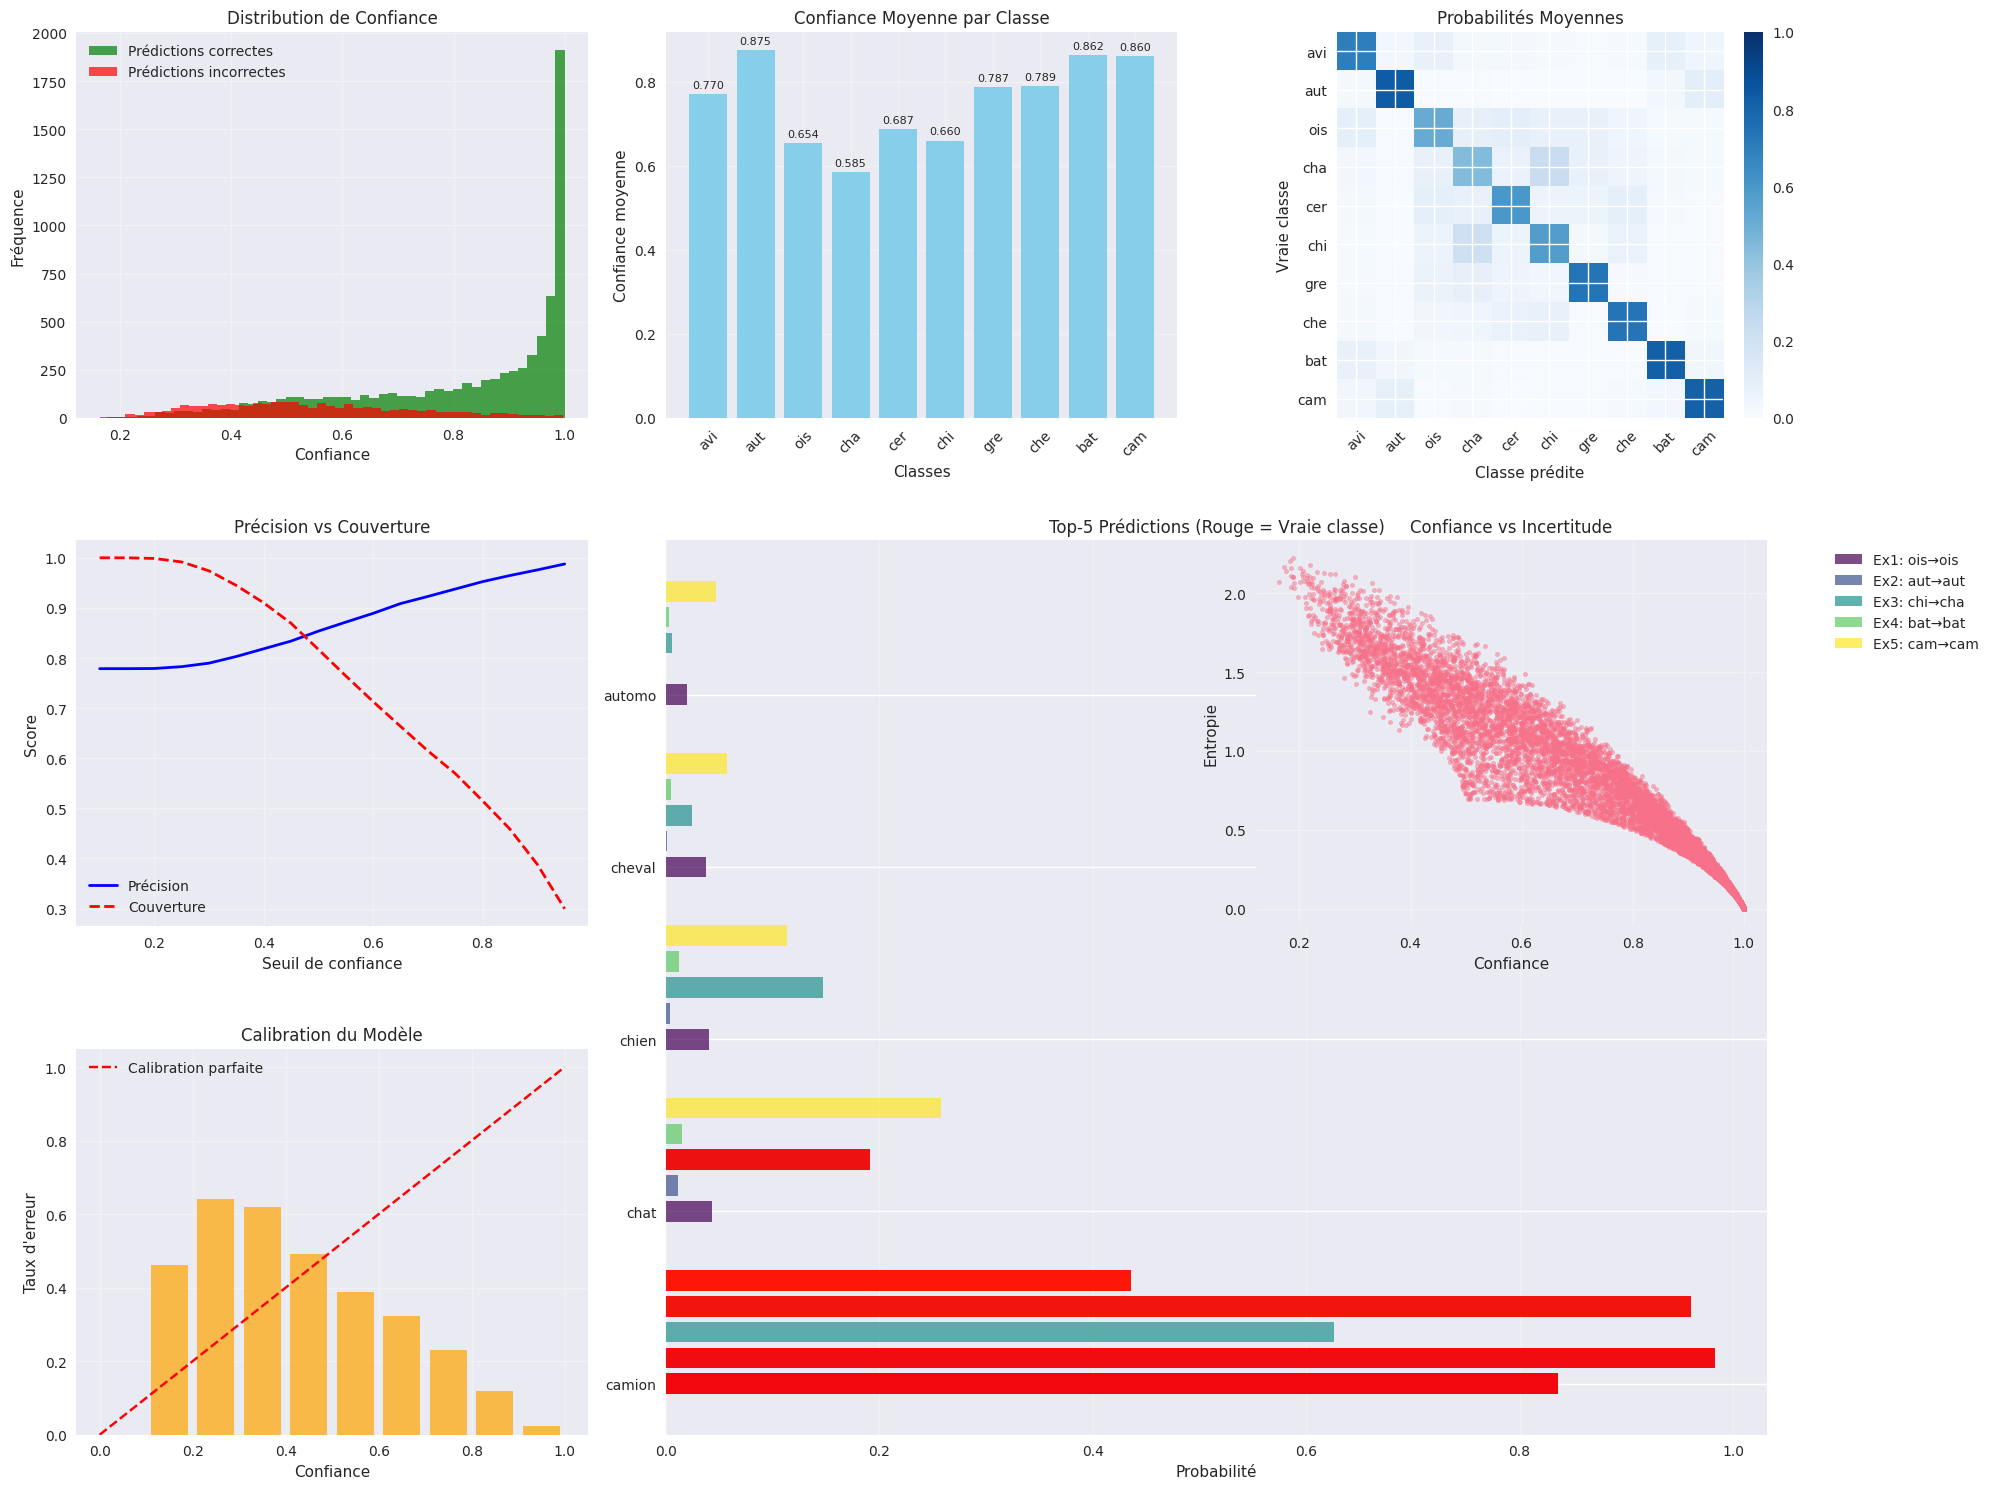 Distribution de Confiance
Prédictions correctes
Prédictions incorrectes
2000
1750
1500
1250
1000
750
500
250
0
Fréquence
0.2 0.4 0.6 0.8 1.0
Confiance
Confiance Moyenne par Classe
0.770 0.875 0.654 0.585 0.687 0.660 0.787 0.789 0.862 0.860
0.8
0.6
0.4
0.2
0.0
Confiance moyenne
avi aut ois cha cer chi gre che bat cam
Classes
Probabilités Moyennes
avi
aut
ois
cha
cer
chi
gre
che
bat
cam
Vraie classe
avi aut ois cha cer chi gre che bat cam
Classe prédite
1.0
0.8
0.6
0.4
0.2
0.0
Précision vs Couverture
1.0
0.9
0.8
0.7
0.6
0.5
0.4
0.3
Score
Précision
Couverture
0.2 0.4 0.6 0.8
Seuil de confiance
Top-5 Prédictions (Rouge = Vraie classe)
automo
cheval
chien
chat
camion
0.0 0.2 0.4 0.6 0.8 1.0
Probabilité
Confiance vs Incertitude
2.0
1.5
1.0
0.5
0.0
Entropie
0.2 0.4 0.6 0.8 1.0
Confiance
Ex1: ois→ois
Ex2: aut→aut
Ex3: chi→cha
Ex4: bat→bat
Ex5: cam→cam
Calibration du Modèle
Calibration parfaite
1.0
0.8
0.6
0.4
0.2
0.0
Taux d'erreur
0.0 0.2 0.4 0.6 0.8 1.0
Confiance